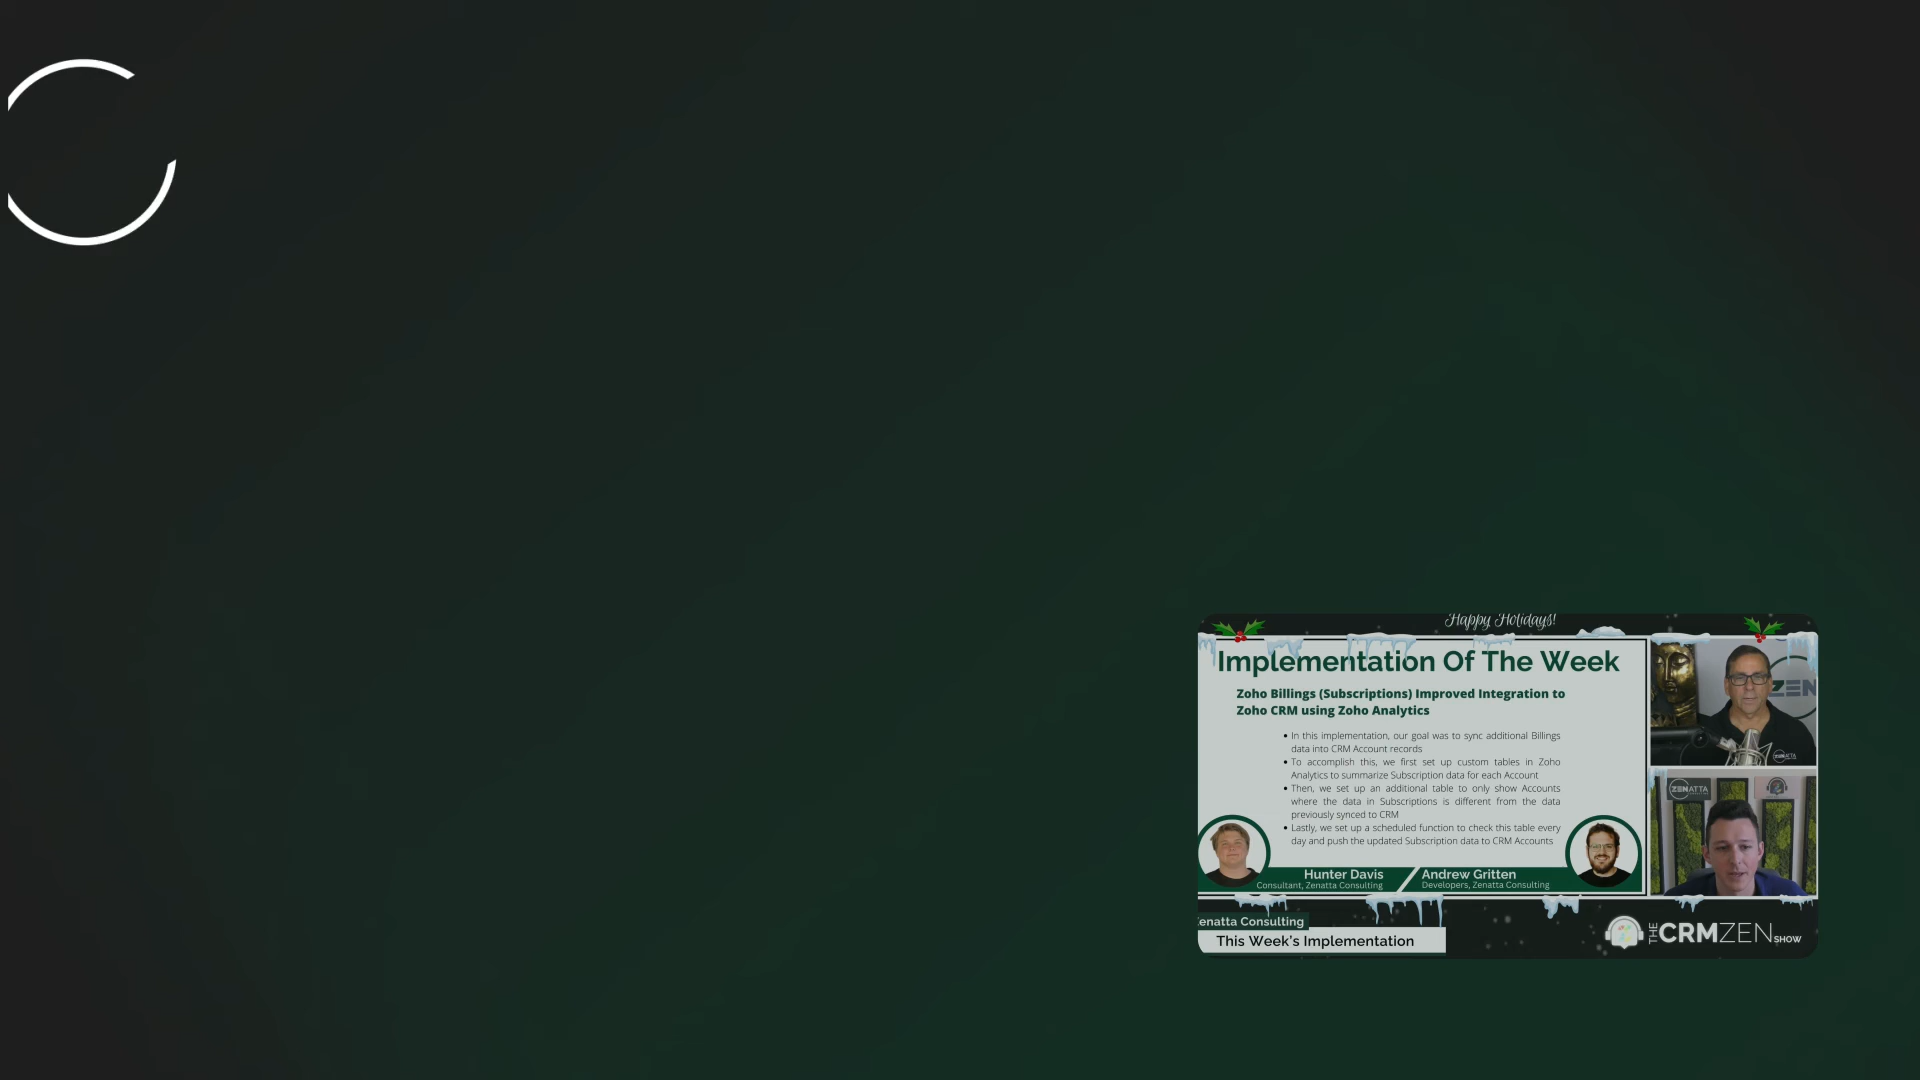 Happy Holidays!
Implementation Of The Week
Zoho Billings (Subscriptions) Improved Integration to
Zoho CRM using Zoho Analytics
• In this implementation, our goal was to sync additional Billings
data into CRM Account records
• To accomplish this, we first set up custom tables in Zoho
Analytics to summarize Subscription data for each Account
• Then, we set up an additional table to only show Accounts
where the data in Subscriptions is different from the data
previously synced to CRM
• Lastly, we set up a scheduled function to check this table every
day and push the updated Subscription data to CRM Accounts
Hunter Davis
Consultant, Zenatta Consulting
Andrew Gritten
Developers, Zenatta Consulting
ZEN
ZENATTA
ZENATTA
Zenatta Consulting
This Week's Implementation
THE CRMZEN SHOW